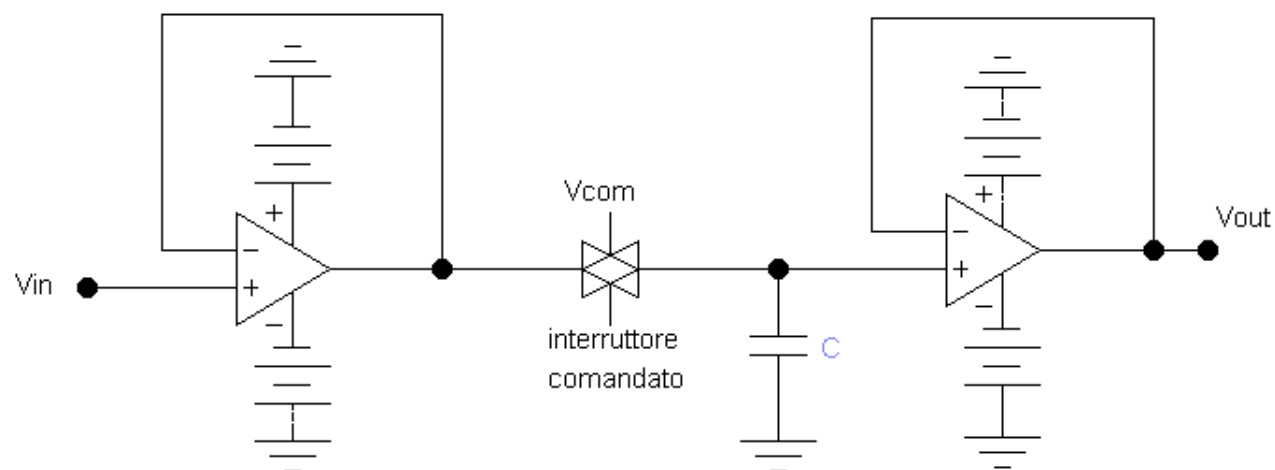 Vcom
Vout
Vin
interruttore
comandato
C
+
-
-
+
+
-
-
+